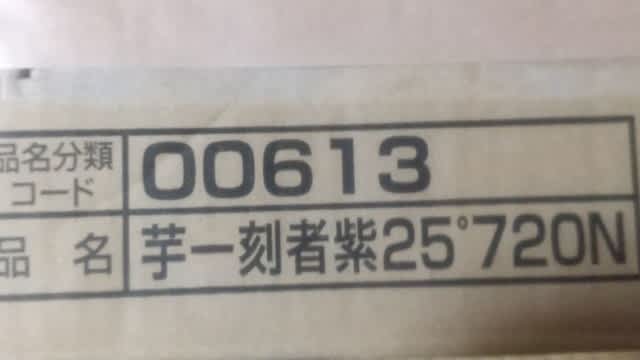 品名分類
コード
00613
品 名
芋一刻者紫25°720N